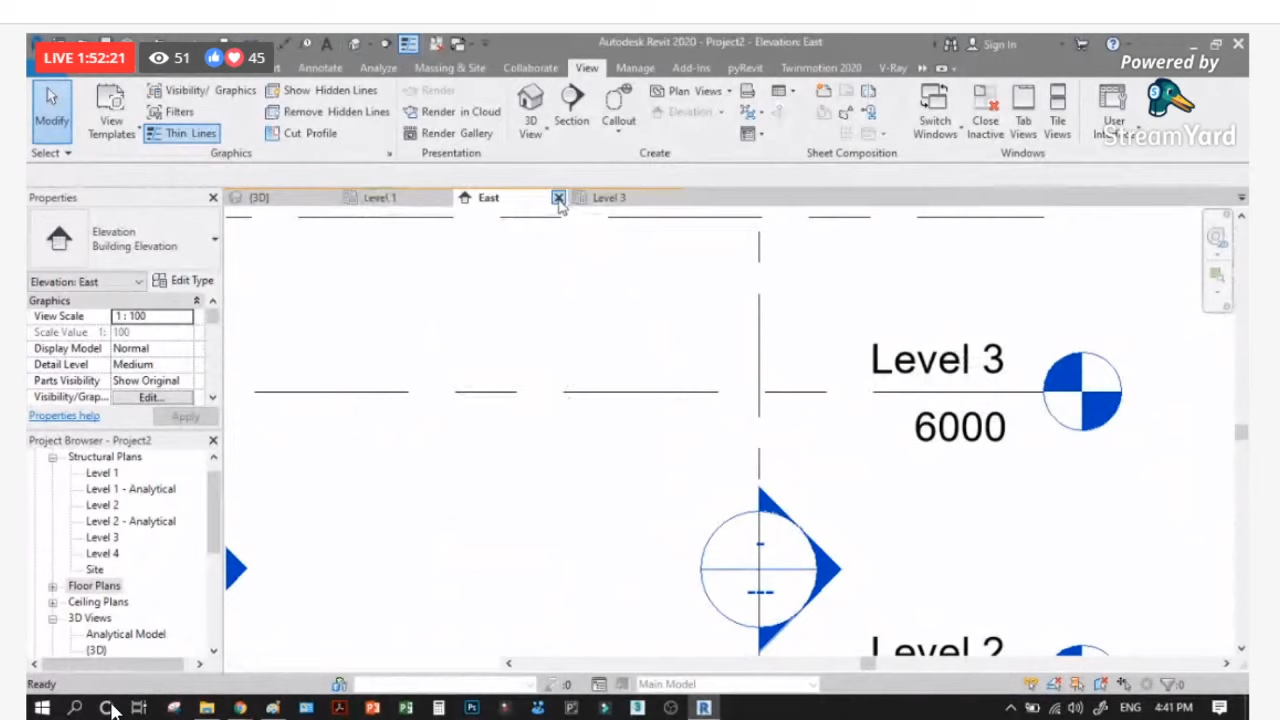 LIVE 1:52:21
51
45
Autodesk Revit 2020 - Project2 - Elevation: East
Sign In
Powered by
StreamYard
Annotate Analyze Massing & Site Collaborate View Manage Add-Ins pyRevit Twinmotion 2020 V-Ray
Modify
View
Templates
Visibility/ Graphics
Filters
Thin Lines
Show Hidden Lines
Remove Hidden Lines
Cut Profile
Render
Render in Cloud
Render Gallery
3D
View
Section
Callout
Plan Views
Elevation
Switch
Windows
Close
Inactive
Tab
Views
Tile
Views
User
Select
Graphics
Presentation
Create
Sheet Composition
Windows
Properties
{3D}
Level 1
East
Level 3
Elevation
Building Elevation
Elevation: East
Edit Type
Graphics
View Scale 1 : 100
Scale Value 1: 100
Display Model Normal
Detail Level Medium
Parts Visibility Show Original
Visibility/Grap... Edit...
Properties help
Apply
Project Browser - Project2
Structural Plans
Level 1
Level 1 - Analytical
Level 2
Level 2 - Analytical
Level 3
Level 4
Site
Floor Plans
Ceiling Plans
3D Views
Analytical Model
{3D}
Level 3
6000
Level 2
Ready
:0
Main Model
:0
ENG
4:41 PM